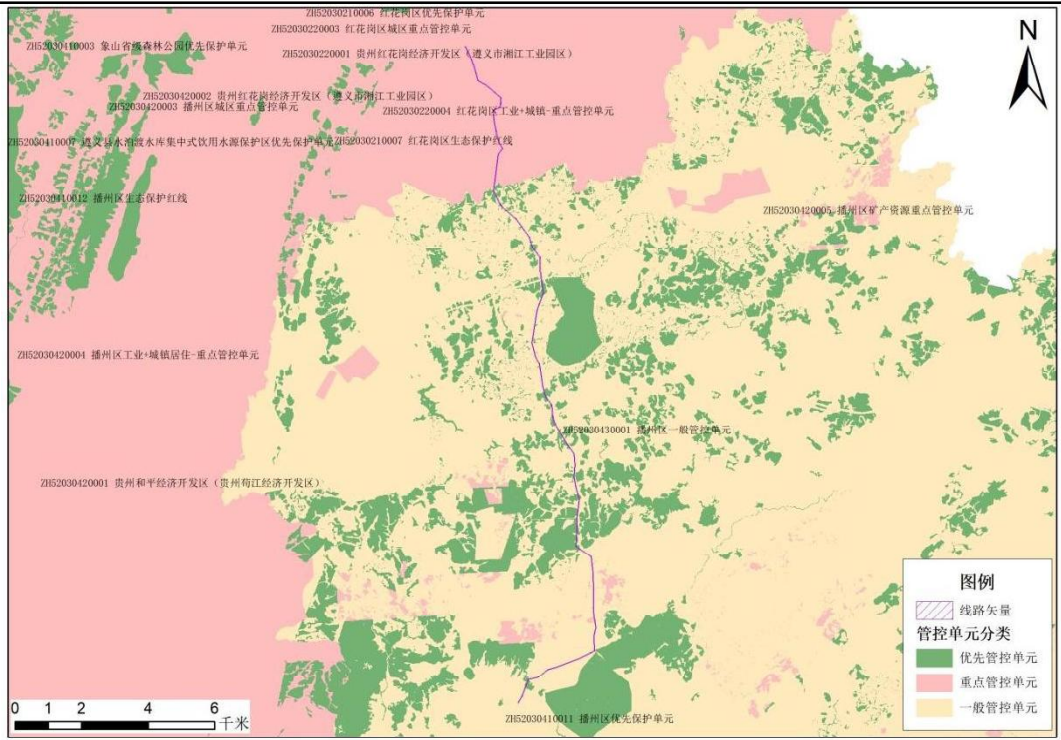 ZH52030210006 红花岗区优先保护单元
ZH52030220003 红花岗区城区重点管控单元
N
ZH52030410003 象山省级森林公园优先保护单元
ZH52030220001 贵州红花岗经济开发区（遵义市湘江工业园区）
ZH52030420002 贵州红花岗经济开发区（遵义市湘江工业园区）
ZH52030420003 播州区城区重点管控单元
ZH52030220004 红花岗区工业+城镇-重点管控单元
ZH52030410007 遵义县水泊渡水库集中式饮用水源保护区优先保护单元
ZH52030210007 红花岗区生态保护红线
ZH52030410012 播州区生态保护红线
ZH52030420005 播州区矿产资源重点管控单元
ZH52030420004 播州区工业+城镇居住-重点管控单元
ZH52030430001 播州区一般管控单元
ZH52030420001 贵州和平经济开发区（贵州苟江经济开发区）
图例
线路矢量
管控单元分类
优先管控单元
重点管控单元
一般管控单元
0 1 2 4 6
千米
ZH52030410011 播州区优先保护单元